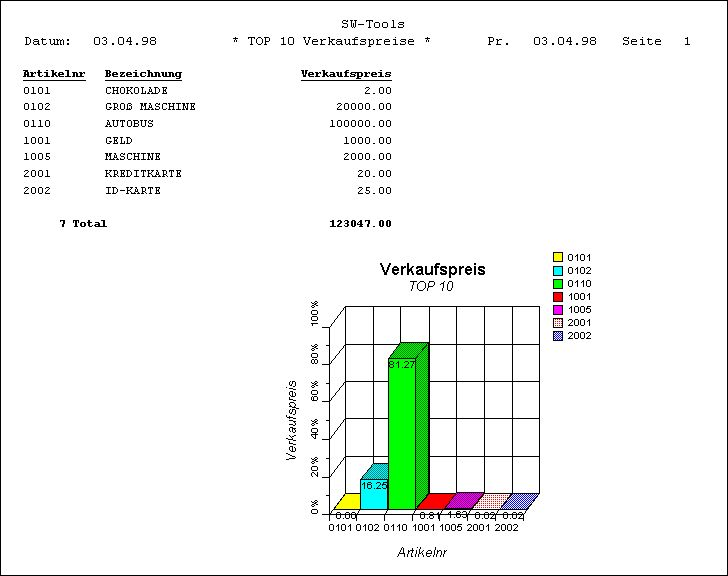 SW-Tools
Datum: 03.04.98 * TOP 10 Verkaufspreise * Pr. 03.04.98 Seite 1
Artikelnr Bezeichnung Verkaufspreis
0101 CHOKOLADE 2.00
0102 GROß MASCHINE 20000.00
0110 AUTOBUS 100000.00
1001 GELD 1000.00
1005 MASCHINE 2000.00
2001 KREDITKARTE 20.00
2002 ID-KARTE 25.00
7 Total 123047.00
Verkaufspreis
TOP 10
0101
0102
0110
1001
1005
2001
2002
Verkaufspreis
100%
80%
60%
40%
20%
0%
81.27
16.25
0.00 0.81 1.63 0.02 0.02
0101 0102 0110 1001 1005 2001 2002
Artikelnr